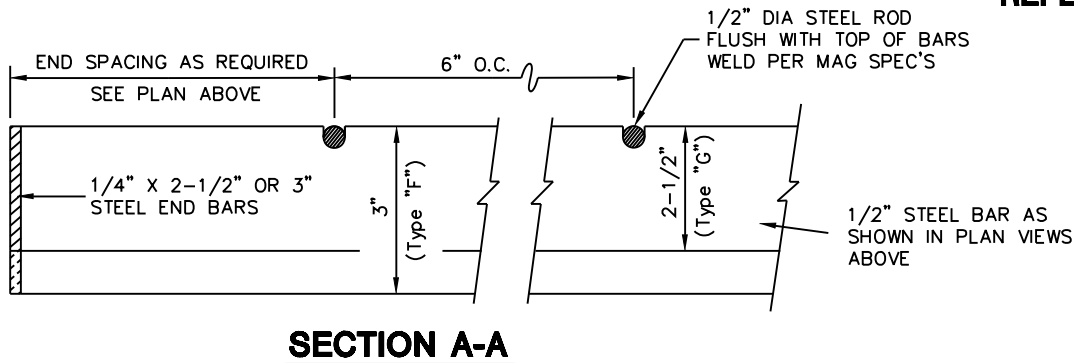 1/2" DIA STEEL ROD
FLUSH WITH TOP OF BARS
WELD PER MAG SPEC'S
END SPACING AS REQUIRED
SEE PLAN ABOVE
6" O.C.
1/4" X 2-1/2" OR 3"
STEEL END BARS
3"
(Type "F")
2-1/2"
(Type "G")
1/2" STEEL BAR AS
SHOWN IN PLAN VIEWS
ABOVE
SECTION A-A